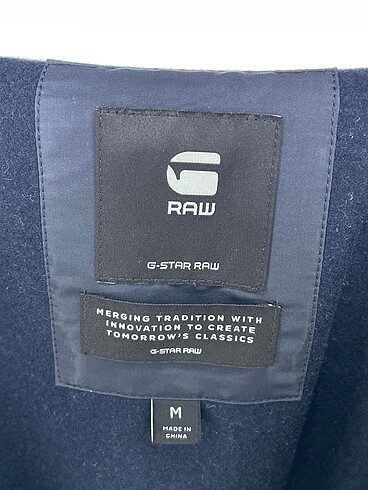 G
RAW
G-STAR RAW
MERGING TRADITION WITH
INNOVATION TO CREATE
TOMORROW'S CLASSICS
G-STAR RAW
M
MADE IN
CHINA